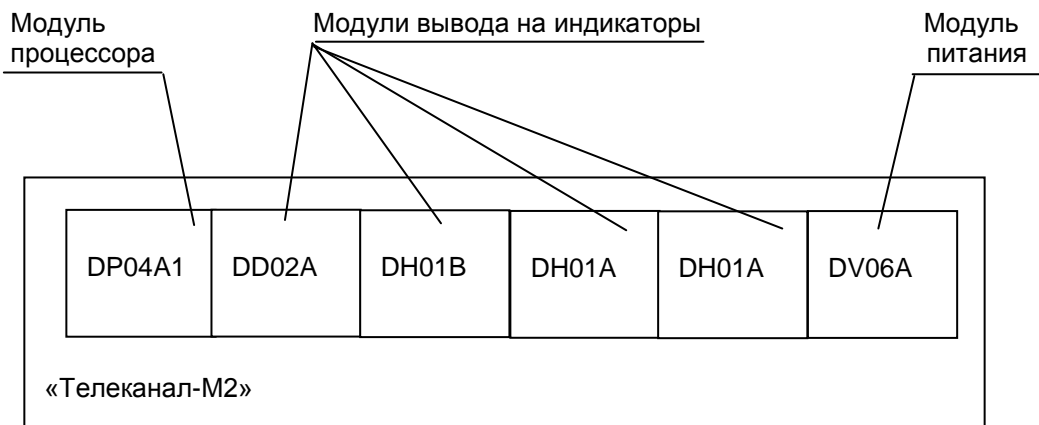 Модуль
процессора
Модули вывода на индикаторы
Модуль
питания
DP04A1 DD02A DH01B DH01A DH01A DV06A
«Телеканал-М2»